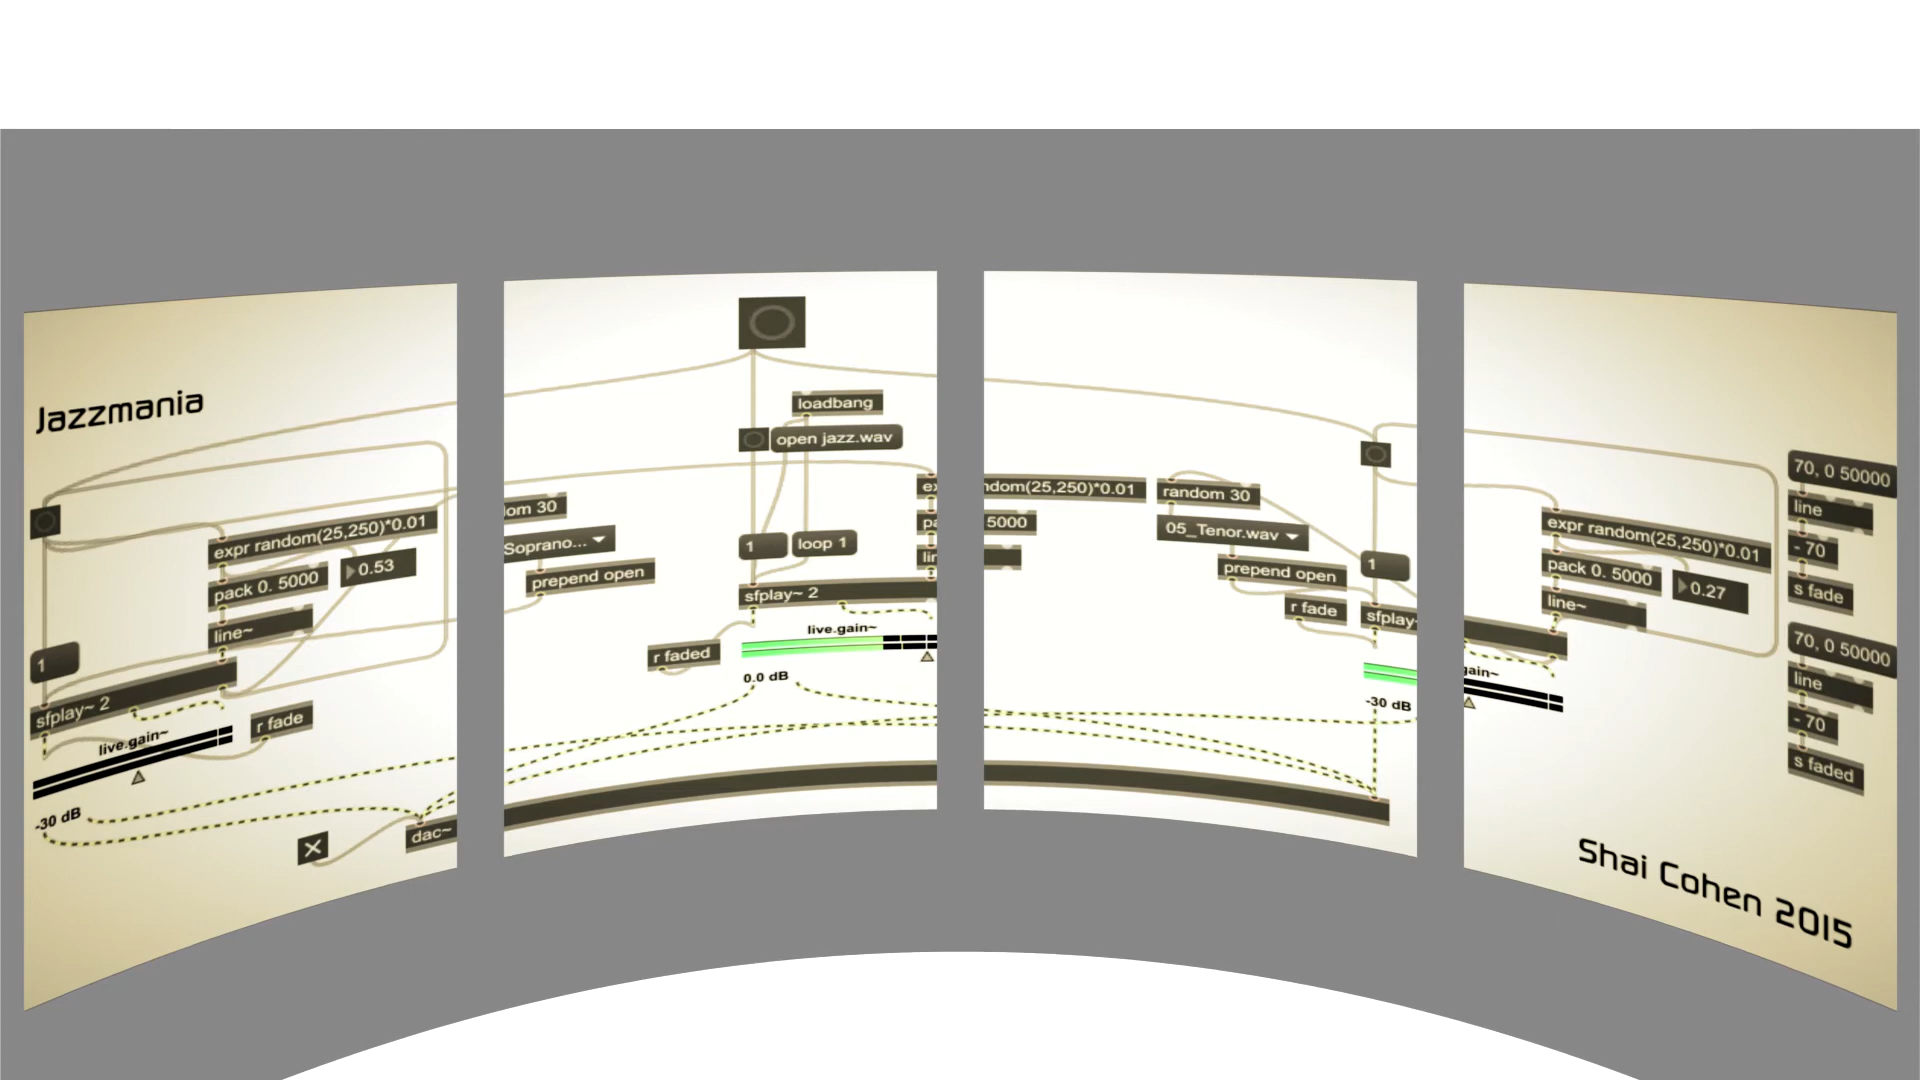 Jazzmania
expr random(25,250)*0.01
pack 0. 5000
0.53
line~
1
sfplay~ 2
r fade
live.gain~
-30 dB
dac~
30
Soprano...
prepend open
r faded
loadbang
open jazz.wav
1
loop 1
sfplay~ 2
live.gain~
0.0 dB
(25,250)*0.01
5000
random 30
05_Tenor.wav
prepend open
r fade
1
sfplay~
-30 dB
expr random(25,250)*0.01
pack 0. 5000
0.27
line~
70, 0 50000
line
- 70
s fade
70, 0 50000
line
- 70
s faded
Shai Cohen 2015